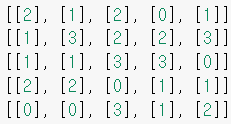 [[2], [1], [2], [0], [1]]
[[1], [3], [2], [2], [3]]
[[1], [1], [3], [3], [0]]
[[2], [2], [0], [1], [1]]
[[0], [0], [3], [1], [2]]